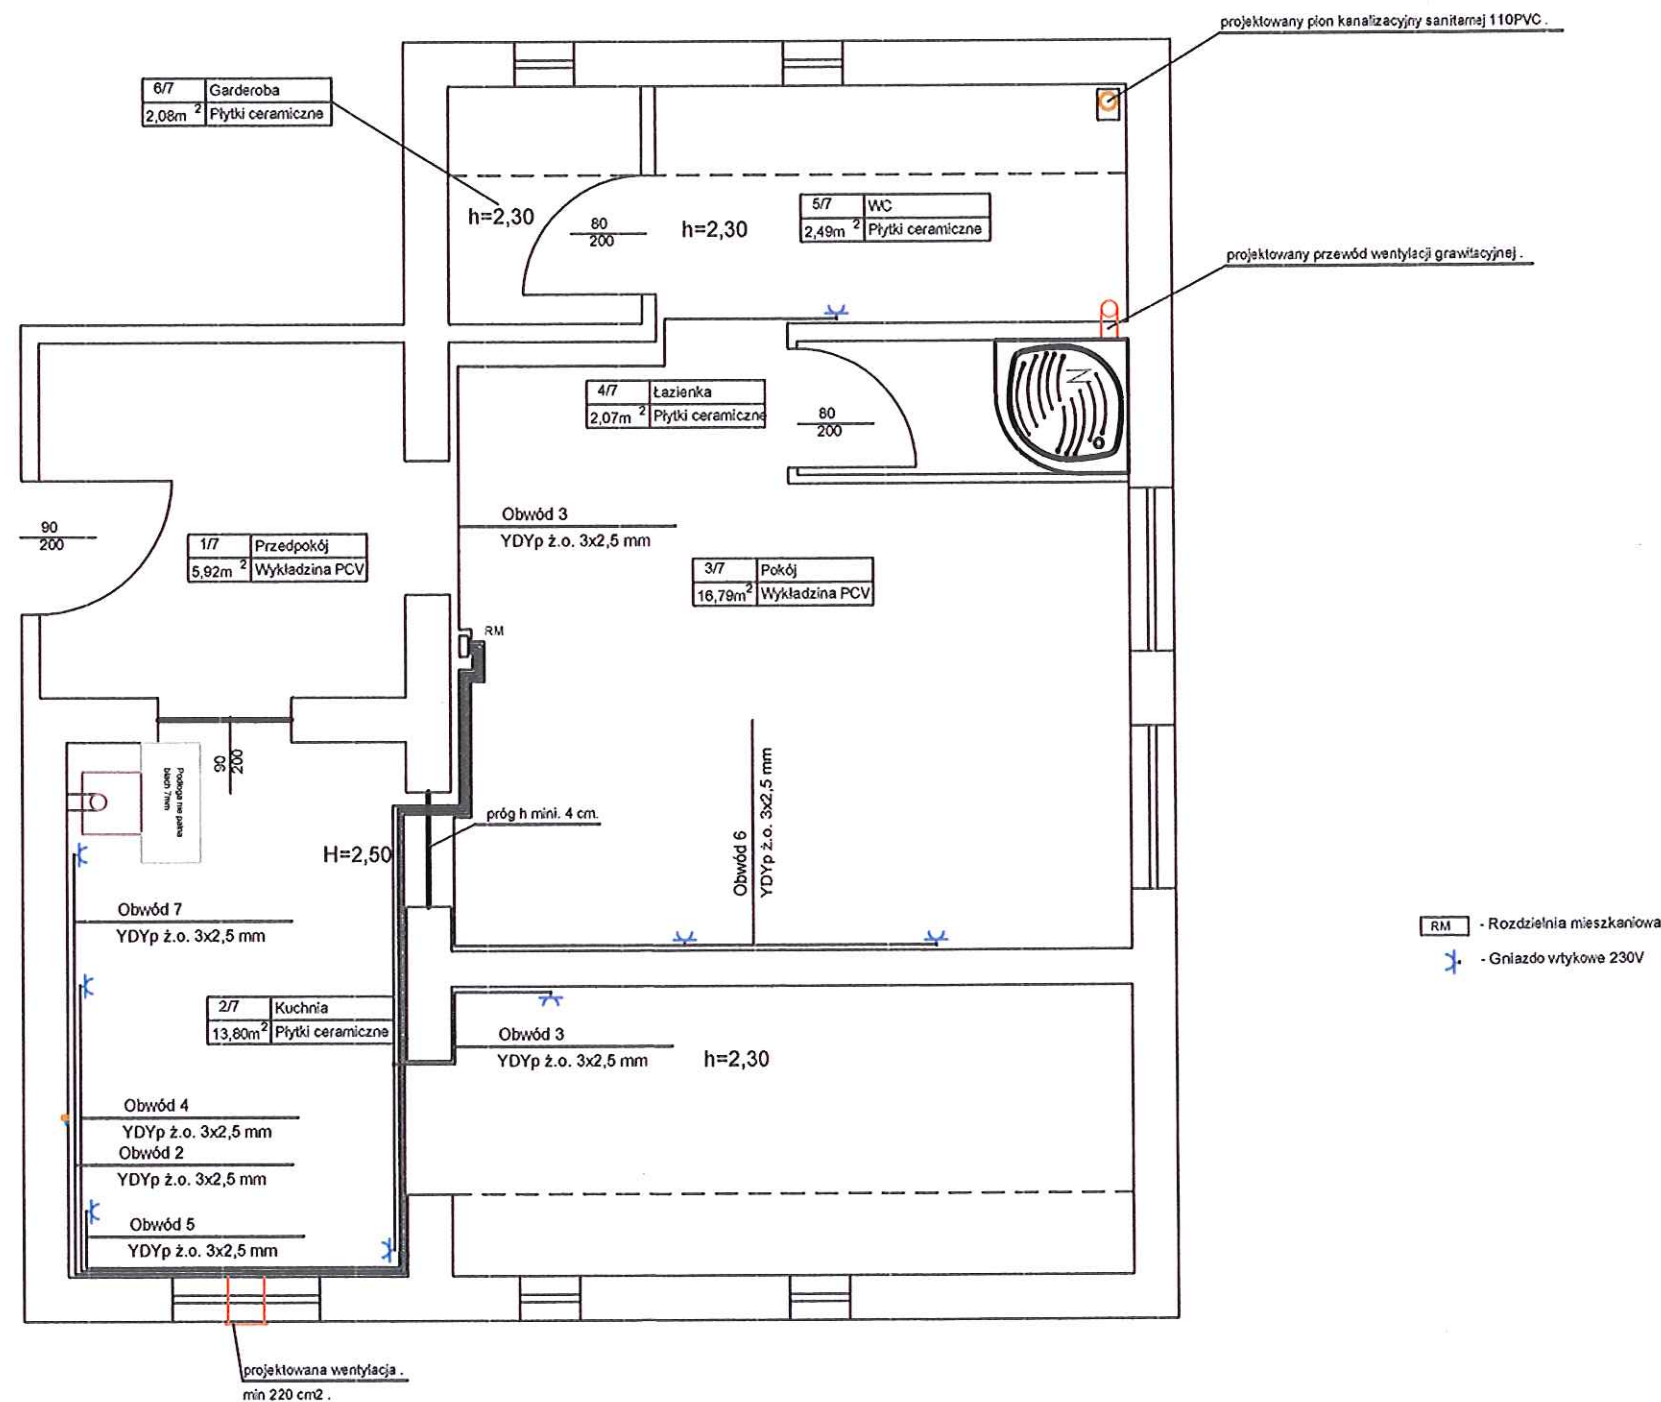 projektowany pion kanalizacyjny sanitarnej 110PVC .
6/7 Garderoba
2,08m 2 Płytki ceramiczne
h=2,30
80
200
h=2,30
5/7 WC
2,49m 2 Płytki ceramiczne
projektowany przewód wentylacji grawitacyjnej .
4/7 Łazienka
2,07m 2 Płytki ceramiczne
80
200
Obwód 3
YDYp ż.o. 3x2,5 mm
90
200
1/7 Przedpokój
5,92m 2 Wykładzina PCV
3/7 Pokój
16,79m2 Wykładzina PCV
RM
90
200
Podłoga nie palna
blach 7mm
próg h mini. 4 cm.
H=2,50
Obwód 6
YDYp ż.o. 3x2,5 mm
Obwód 7
YDYp ż.o. 3x2,5 mm
RM - Rozdzielnia mieszkaniowa
- Gniazdo wtykowe 230V
2/7 Kuchnia
13,80m2 Płytki ceramiczne
Obwód 3
YDYp ż.o. 3x2,5 mm
h=2,30
Obwód 4
YDYp ż.o. 3x2,5 mm
Obwód 2
YDYp ż.o. 3x2,5 mm
Obwód 5
YDYp ż.o. 3x2,5 mm
projektowana wentylacja .
min 220 cm2 .